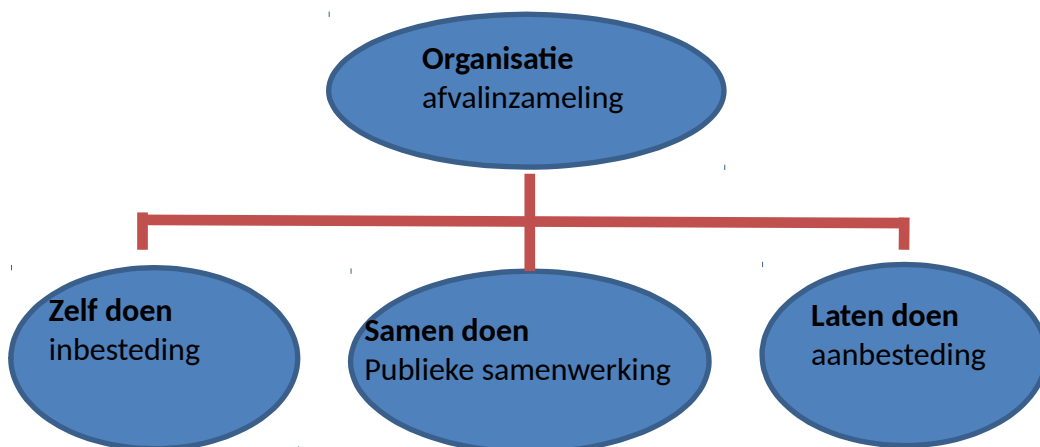 Organisatie
afvalinzameling
Zelf doen
inbesteding
Samen doen
Publieke samenwerking
Laten doen
aanbesteding